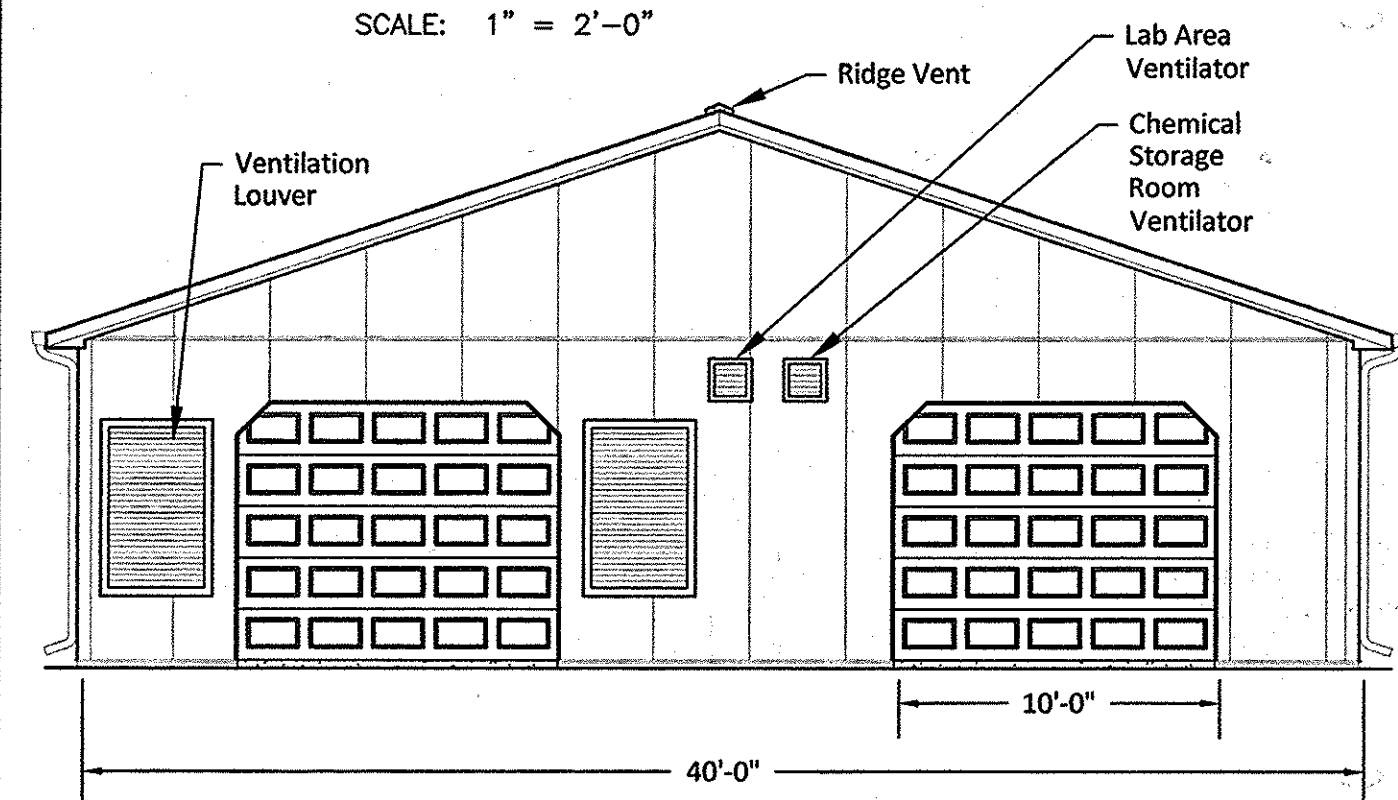 SCALE: 1" = 2'-0"
Lab Area
Ventilator
Ridge Vent
Chemical
Storage
Room
Ventilator
Ventilation
Louver
10'-0"
40'-0"